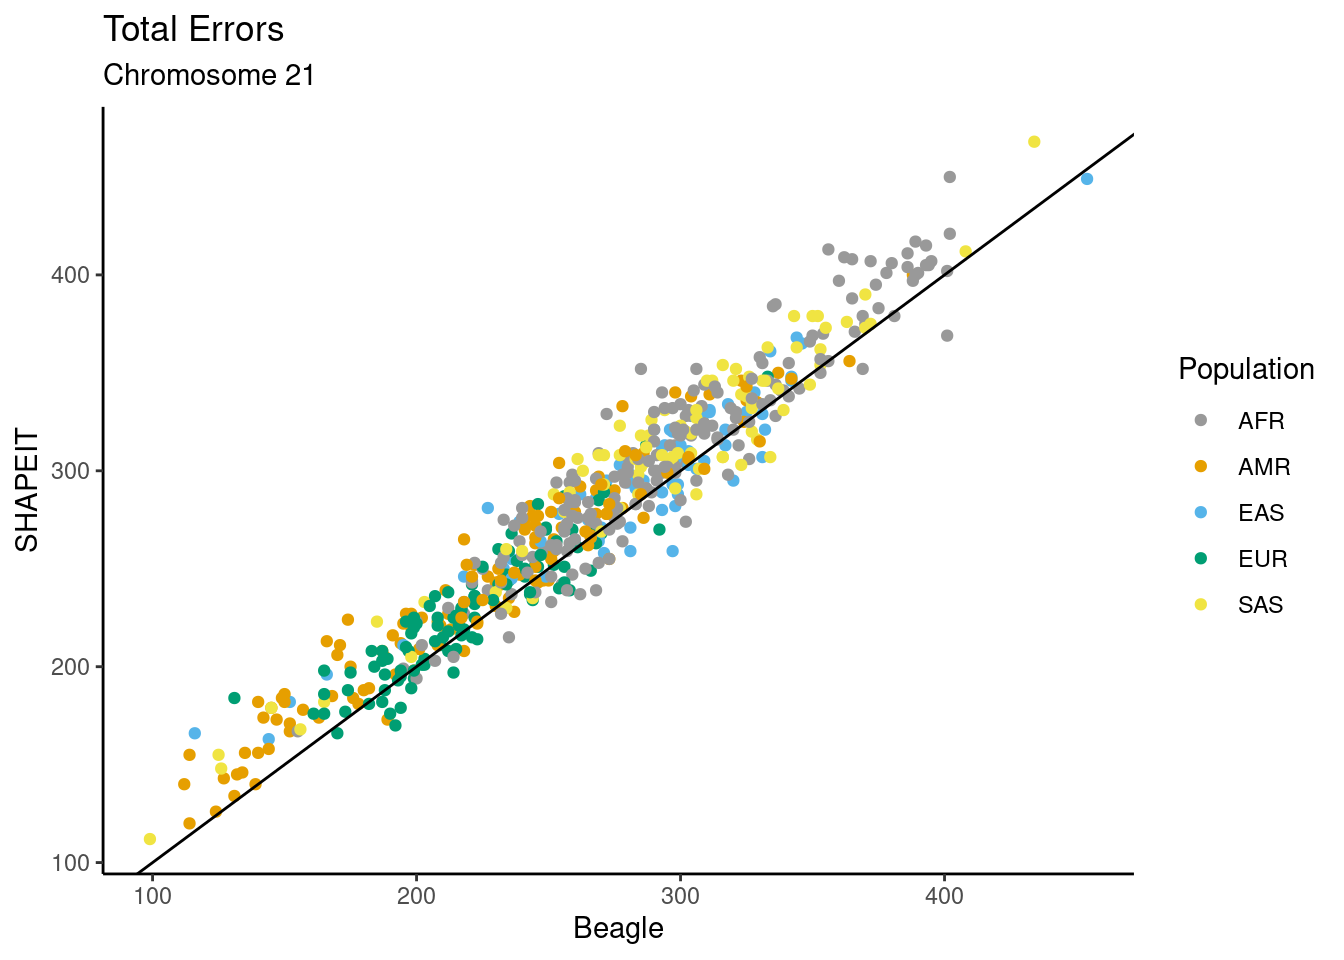 Total Errors
Chromosome 21
SHAPEIT
400
300
200
100
100 200 300 400
Beagle
Population
AFR
AMR
EAS
EUR
SAS